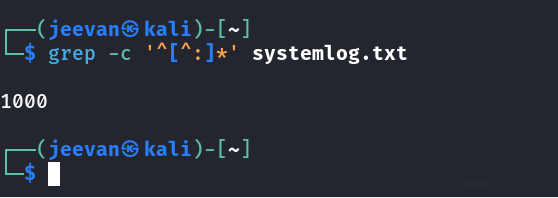 ┌──(jeevan㉿kali)-[~]
└─$ grep -c '^[^:]*' systemlog.txt
1000
┌──(jeevan㉿kali)-[~]
└─$